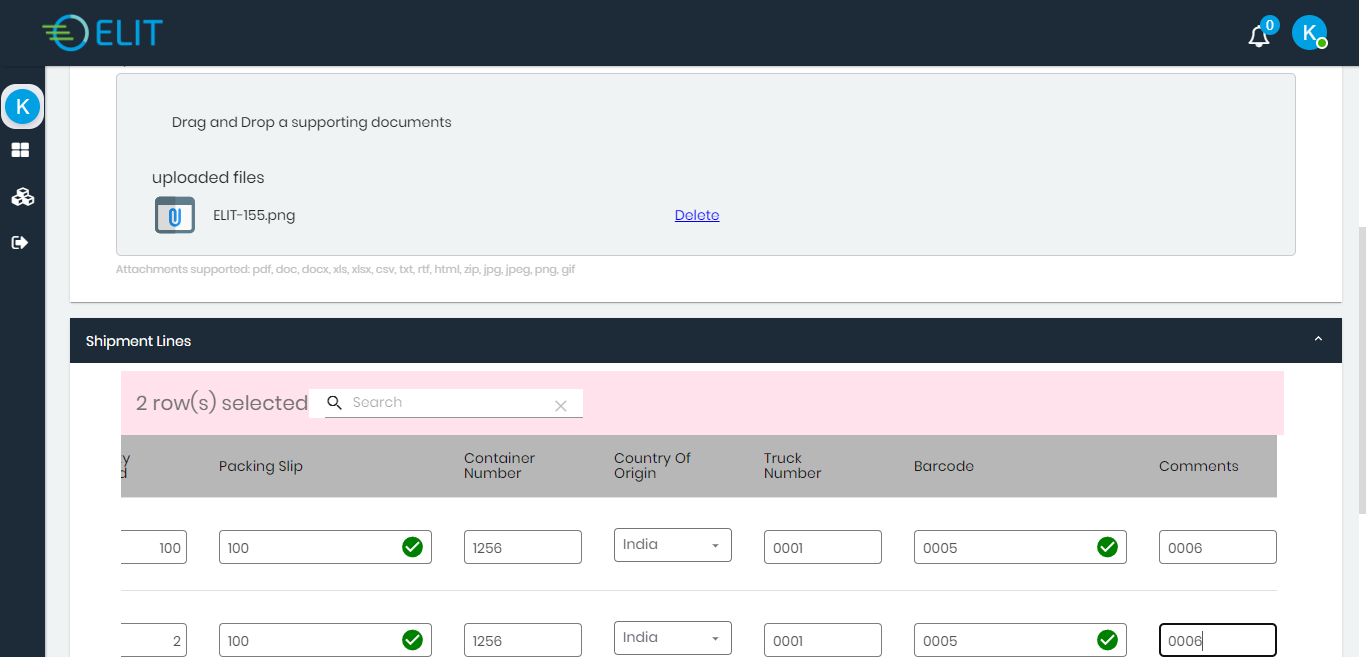 ELIT
0
K
K
Drag and Drop a supporting documents
uploaded files
ELIT-155.png
Delete
Attachments supported: pdf, doc, docx, xls, xlsx, csv, txt, rtf, html, zip, jpg, jpeg, png, gif
Shipment Lines
2 row(s) selected
Search
Packing Slip
Container
Number
Country Of
Origin
Truck
Number
Barcode
Comments
100
100
1256
India
0001
0005
0006
2
100
1256
India
0001
0005
0006